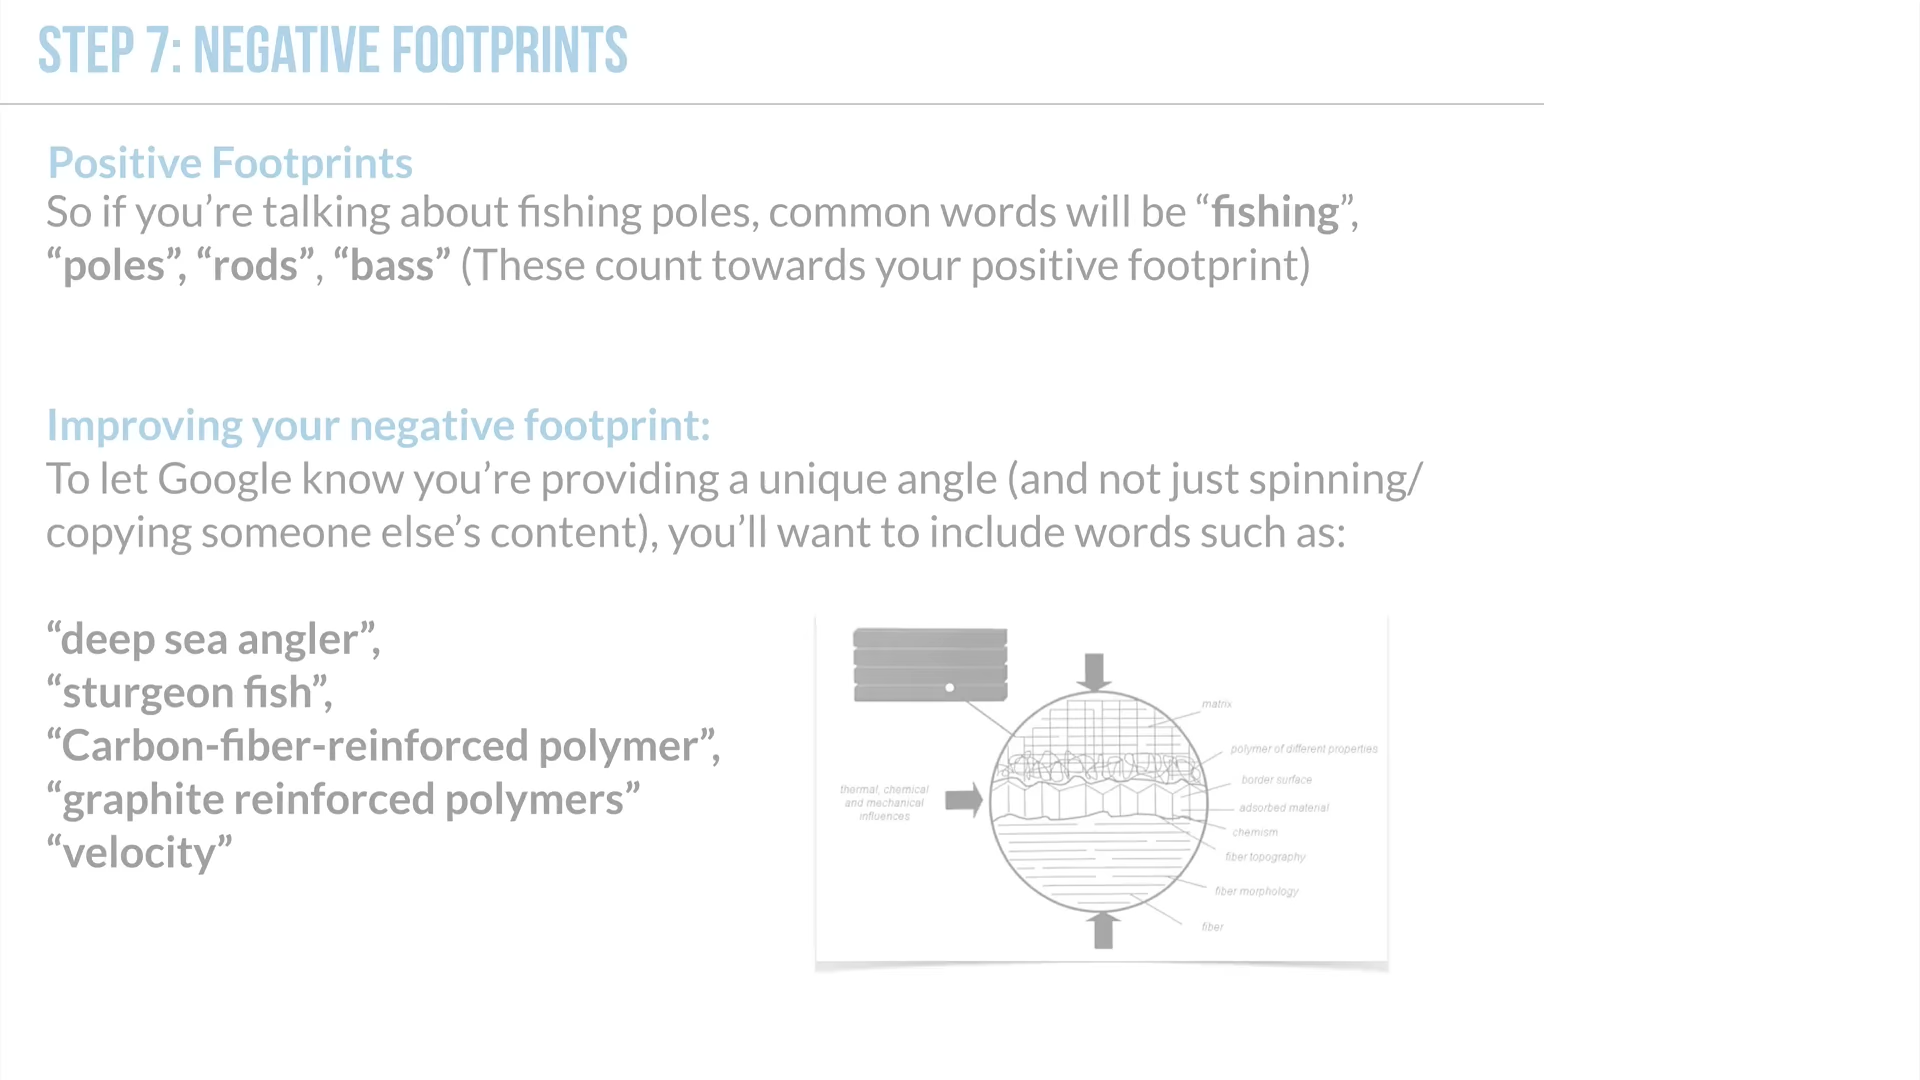 STEP 7: NEGATIVE FOOTPRINTS
Positive Footprints
So if you’re talking about fishing poles, common words will be “fishing”,
“poles”, “rods”, “bass” (These count towards your positive footprint)
Improving your negative footprint:
To let Google know you’re providing a unique angle (and not just spinning/
copying someone else’s content), you’ll want to include words such as:
“deep sea angler”,
“sturgeon fish”,
“Carbon-fiber-reinforced polymer”,
“graphite reinforced polymers”
“velocity”
matrix
polymer of different properties
border surface
thermal, chemical
and mechanical
influences
adsorbed material
chemism
fiber topography
fiber morphology
fiber